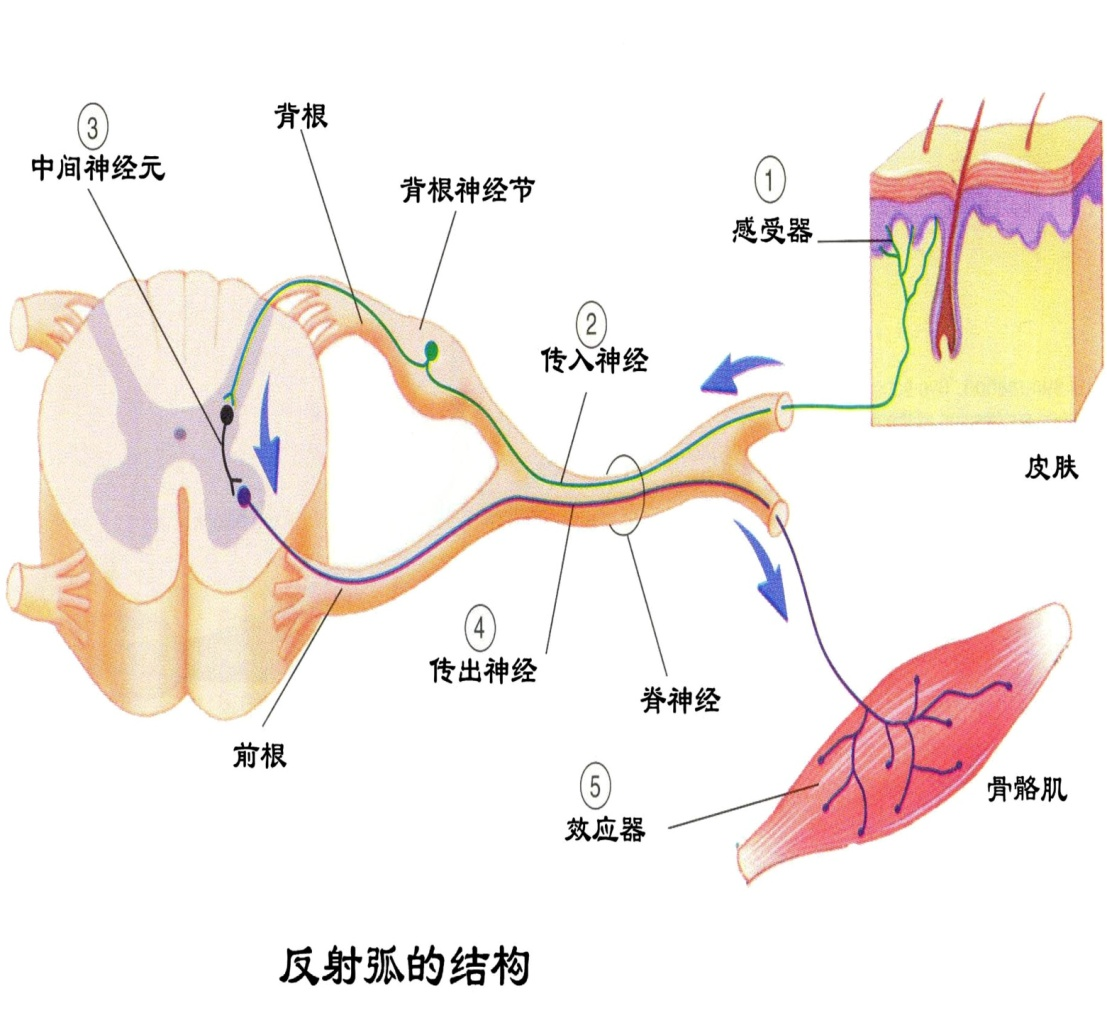 ③
中间神经元
背根
背根神经节
①
感受器
②
传入神经
皮肤
④
传出神经
脊神经
前根
⑤
效应器
骨骼肌
反射弧的结构